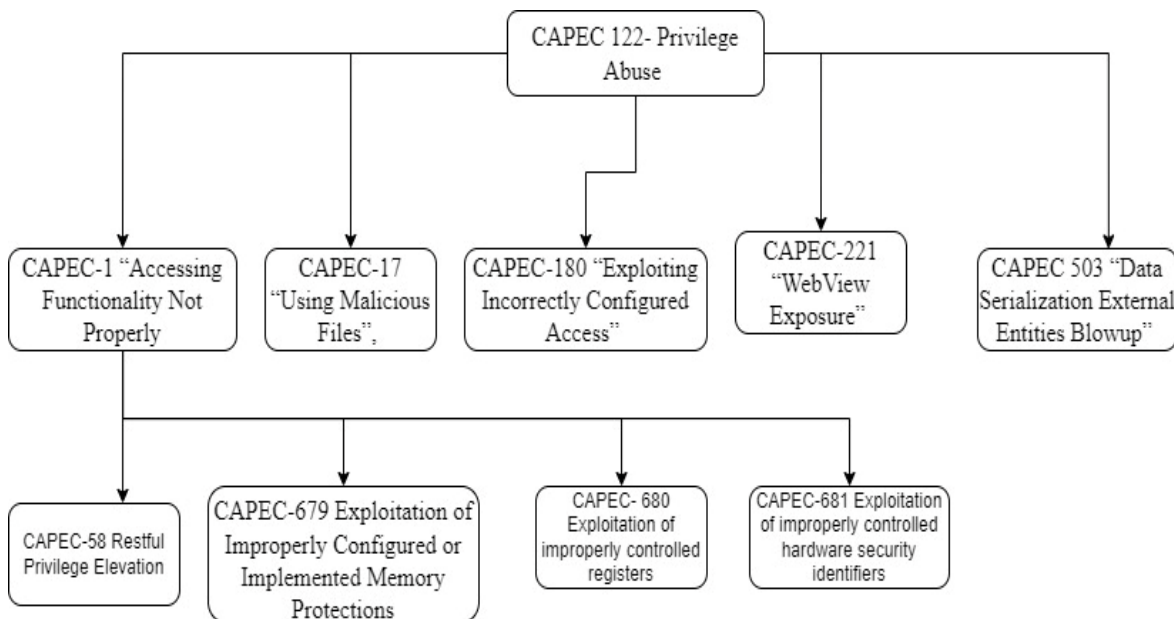 CAPEC 122- Privilege
Abuse
CAPEC-1 “Accessing
Functionality Not
Properly
CAPEC-17
“Using Malicious
Files”,
CAPEC-180 “Exploiting
Incorrectly Configured
Access”
CAPEC-221
“WebView
Exposure”
CAPEC 503 “Data
Serialization External
Entities Blowup”
CAPEC-58 Restful
Privilege Elevation
CAPEC-679 Exploitation of
Improperly Configured or
Implemented Memory
Protections
CAPEC- 680
Exploitation of
improperly controlled
registers
CAPEC-681 Exploitation
of improperly controlled
hardware security
identifiers